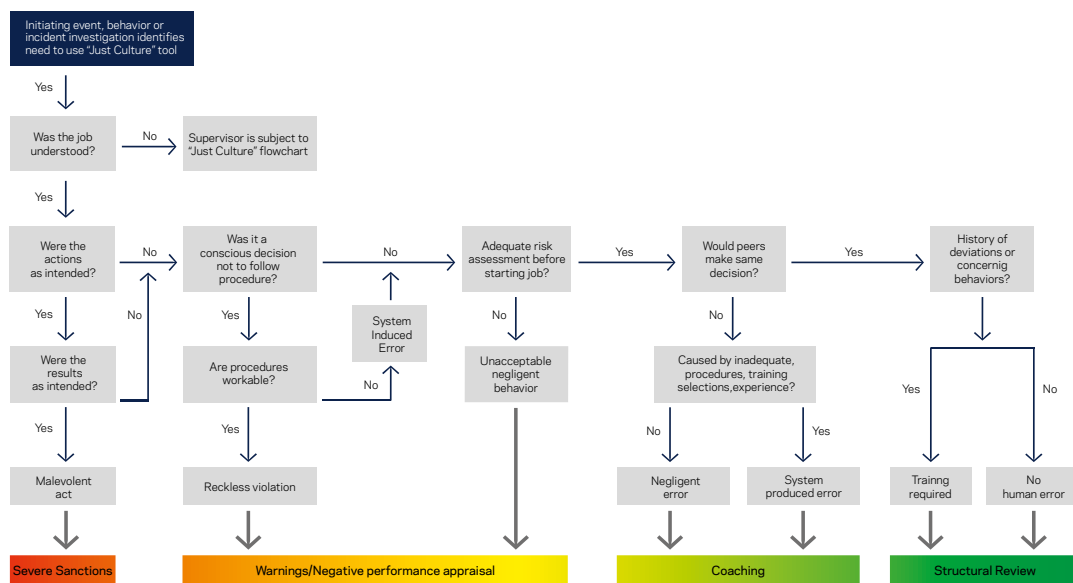 Initiating event, behavior or
incident investigation identifies
need to use “Just Culture” tool
Yes
Was the job
understood?
No
Supervisor is subject to
“Just Culture” flowchart
Yes
Were the
actions
as intended?
No
Was it a
conscious decision
not to follow
procedure?
No
Adequate risk
assessment before
starting job?
Yes
Would peers
make same
decision?
Yes
History of
deviations or
concernig
behaviors?
Yes
No
Yes
System
Induced
Error
No
No
Were the
results
as intended?
Are procedures
workable?
No
Unacceptable
negligent
behavior
Caused by inadequate,
procedures, training
selections,experience?
Yes
No
Yes
Yes
No
Yes
Malevolent
act
Reckless violation
Negligent
error
System
produced error
Trainng
required
No
human error
Severe Sanctions
Warnings/Negative performance appraisal
Coaching
Structural Review